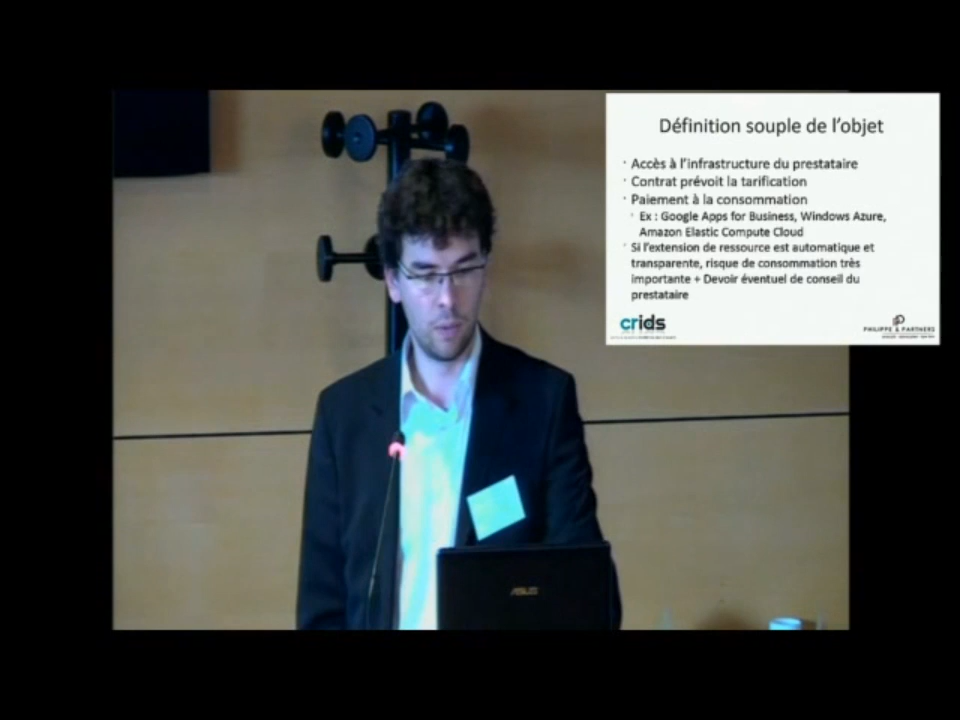 Définition souple de l'objet
· Accès à l'infrastructure du prestataire
· Contrat prévoit la tarification
· Paiement à la consommation
· Ex : Google Apps for Business, Windows Azure,
Amazon Elastic Compute Cloud
· Si l'extension de ressource est automatique et
transparente, risque de consommation très
importante + Devoir éventuel de conseil du
prestataire
crids
PHILIPPE & PARTNERS
ASUS